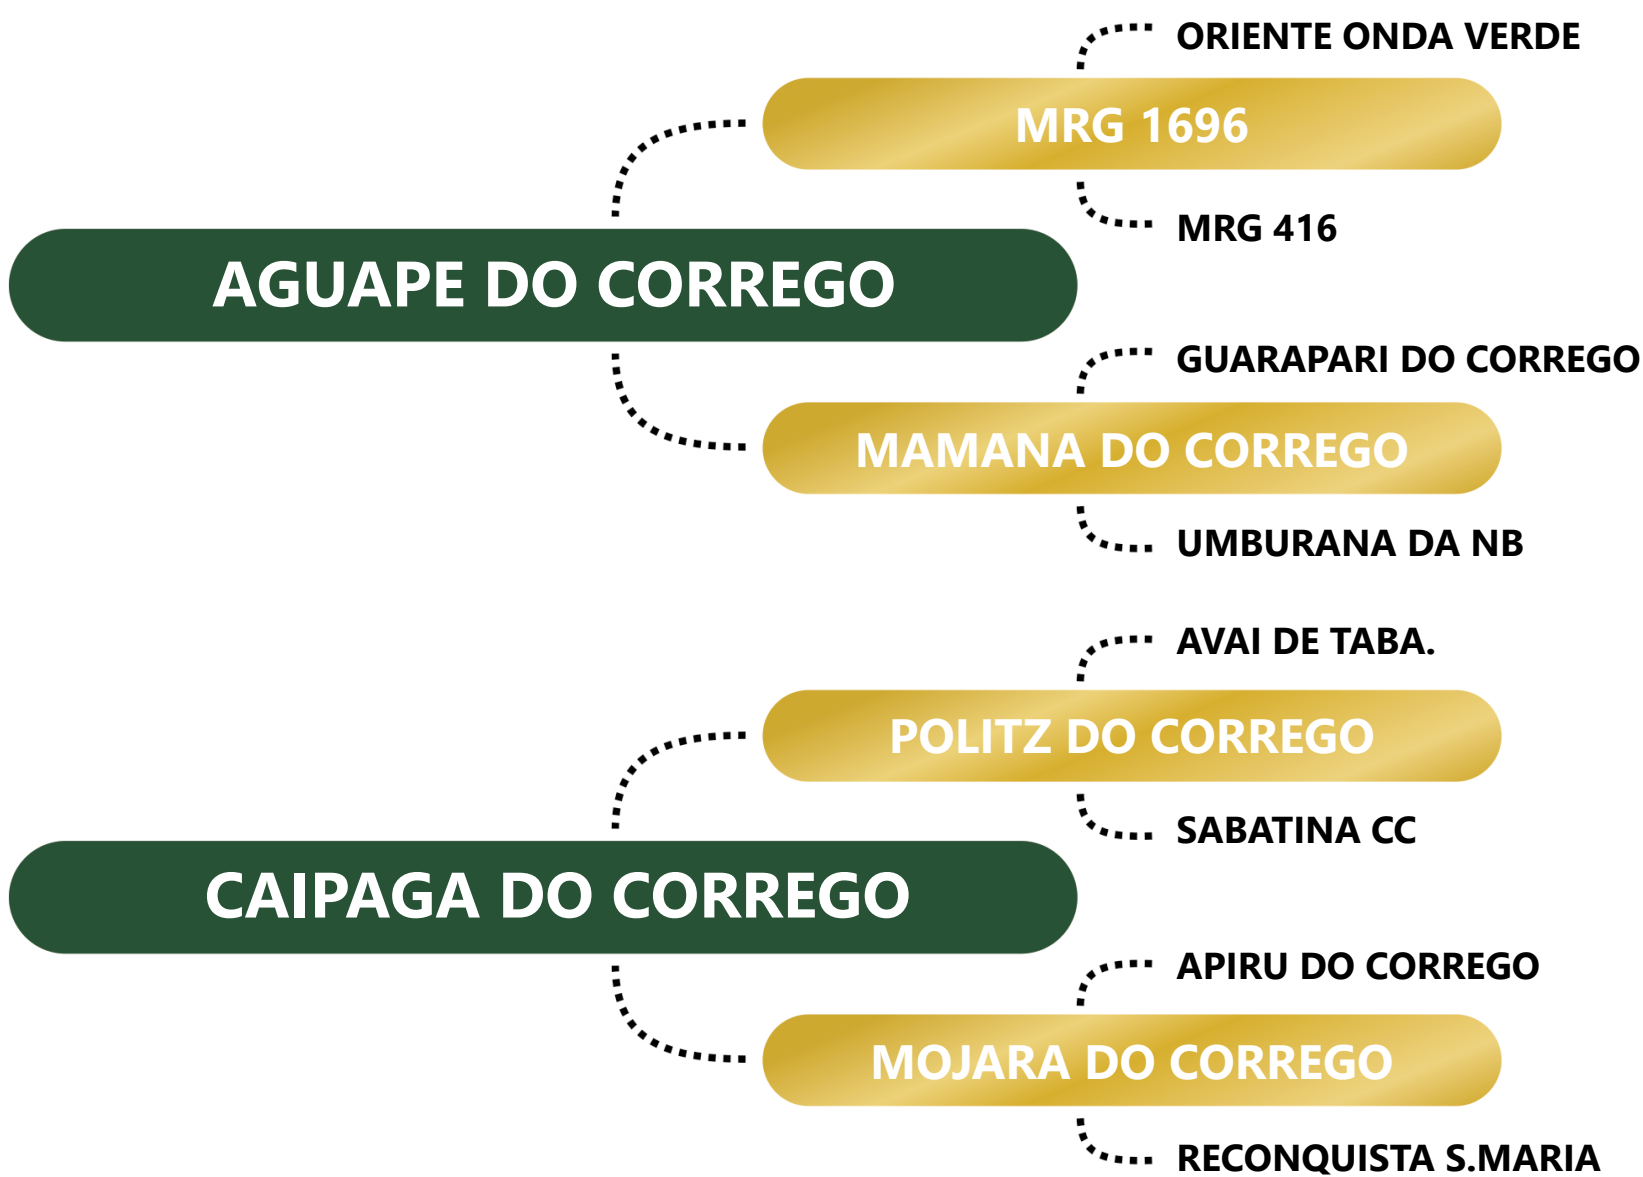 ORIENTE ONDA VERDE
MRG 1696
MRG 416
AGUAPE DO CORREGO
GUARAPARI DO CORREGO
MAMANA DO CORREGO
UMBURANA DA NB
AVAI DE TABA.
POLITZ DO CORREGO
SABATINA CC
CAIPAGA DO CORREGO
APIRU DO CORREGO
MOJARA DO CORREGO
RECONQUISTA S.MARIA